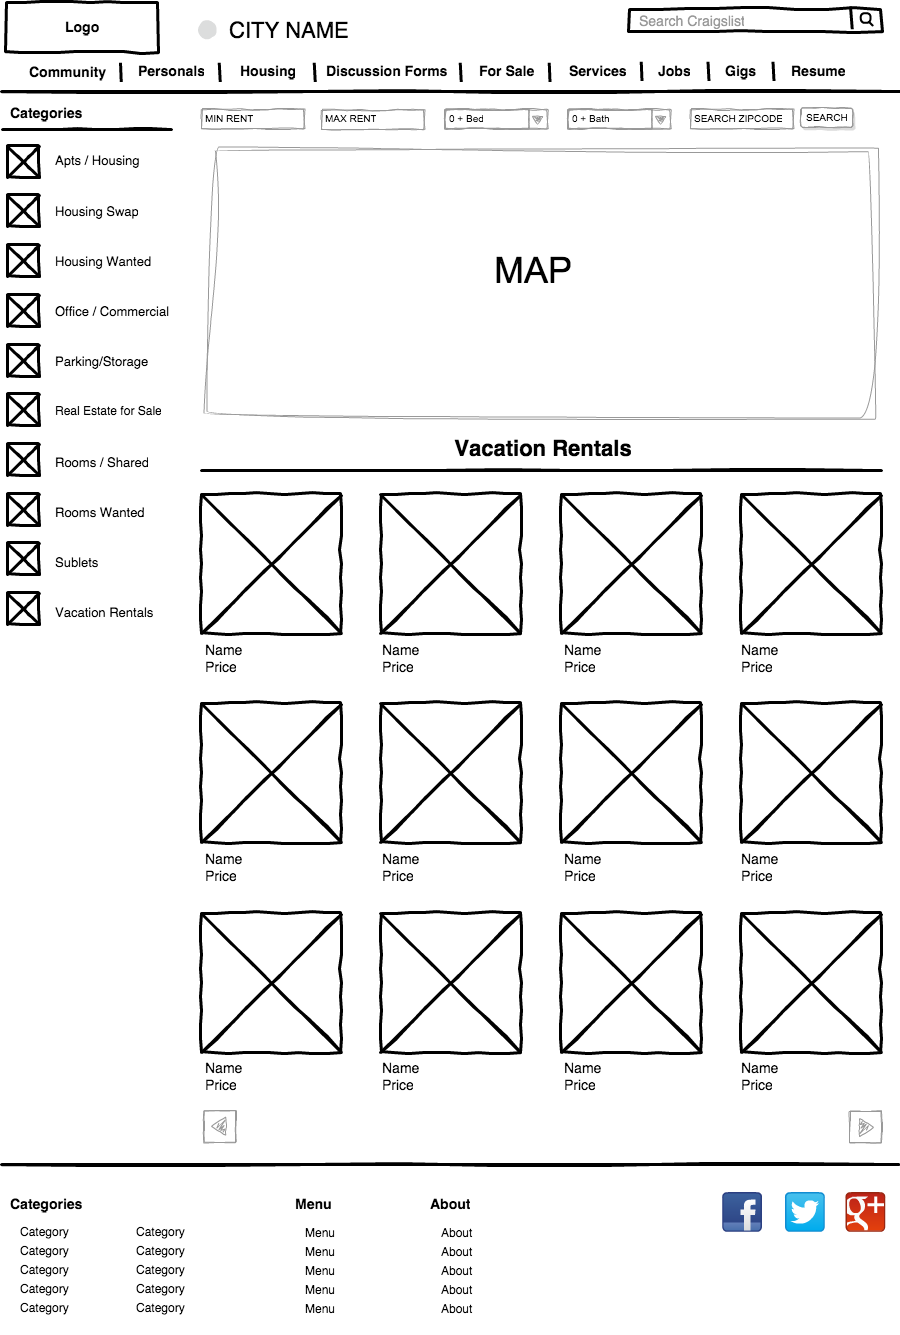 Logo
CITY NAME
Search Craigslist
Community Personals Housing Discussion Forms For Sale Services Jobs Gigs Resume
Categories
Apts / Housing
Housing Swap
Housing Wanted
Office / Commercial
Parking/Storage
Real Estate for Sale
Rooms / Shared
Rooms Wanted
Sublets
Vacation Rentals
MIN RENT MAX RENT 0 + Bed 0 + Bath SEARCH ZIPCODE SEARCH
MAP
Vacation Rentals
Name Name Name Name
Price Price Price Price
Name Name Name Name
Price Price Price Price
Name Name Name Name
Price Price Price Price
Categories Menu About
Category Category Menu About
Category Category Menu About
Category Category Menu About
Category Category Menu About
Category Category Menu About
f
g+